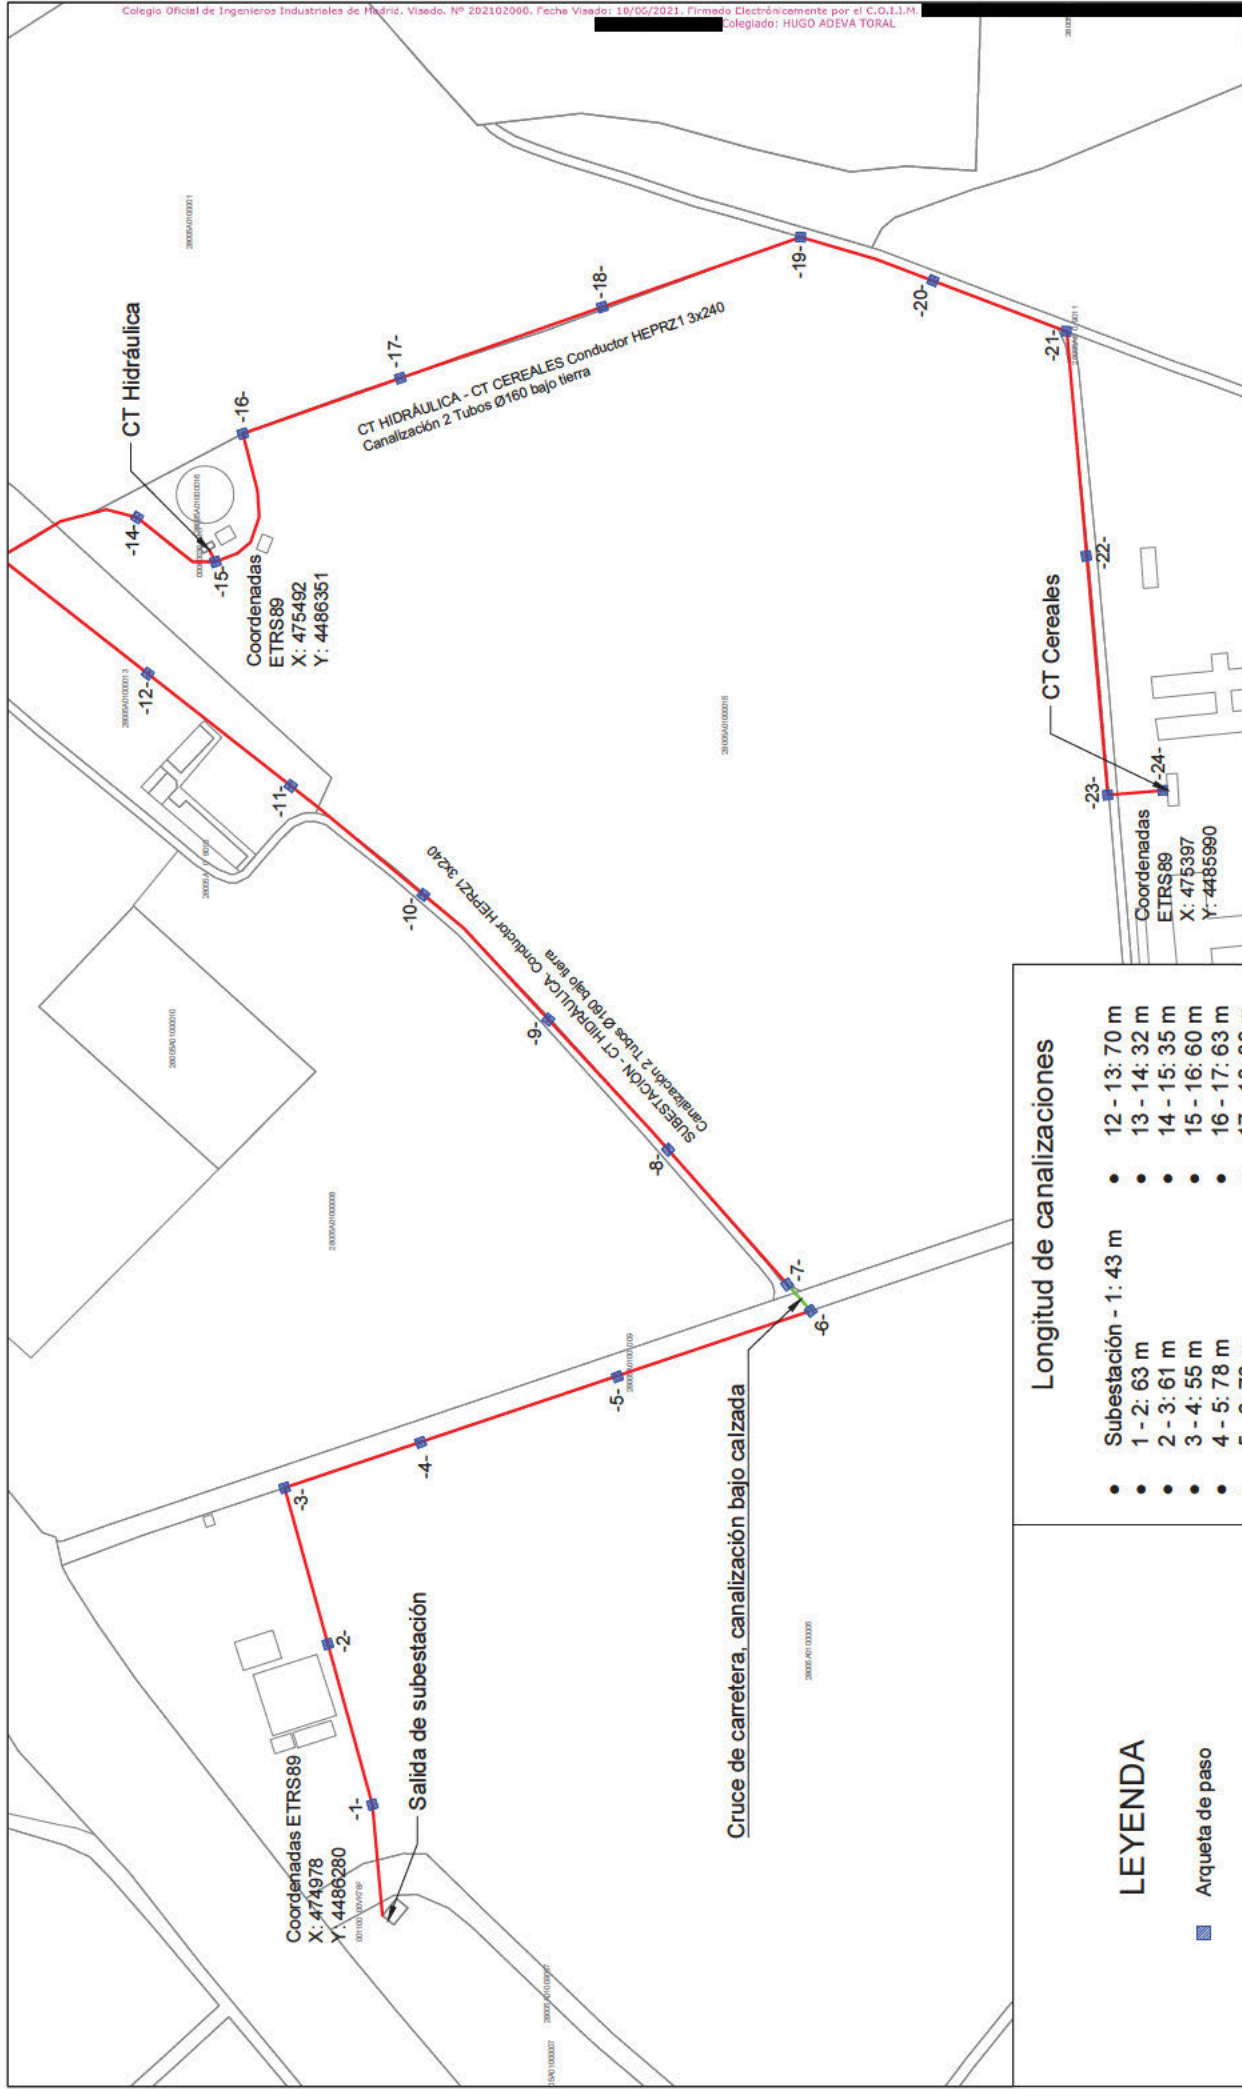 Colegio Oficial de Ingenieros Industriales de Madrid. Visado. Nº 202102000. Fecha Visado: 10/06/2021. Firmado Electrónicamente por el C.O.I.I.M.
Colegiado: HUGO ADEVA TORAL
Coordenadas ETRS89
X: 474978
Y: 4486280
Salida de subestación
-1-
-2-
-3-
-4-
-5-
-6-
-7-
-8-
-9-
-10-
-11-
-12-
-14-
-15-
-16-
-17-
-18-
-19-
-20-
-21-
-22-
-23-
-24-
Cruce de carretera, canalización bajo calzada
SUBESTACIÓN - CT HIDRÁULICA, Conductor HEPRZ1 3x240
Canalización 2 Tubos Ø160 bajo tierra
CT Hidráulica
Coordenadas
ETRS89
X: 475492
Y: 4486351
CT HIDRÁULICA - CT CEREALES Conductor HEPRZ1 3x240
Canalización 2 Tubos Ø160 bajo tierra
CT Cereales
Coordenadas
ETRS89
X: 475397
Y: 4485990
28005A01000001
28005A01000013
28005A01000010
28005A01000008
28005A01000015
LEYENDA
Arqueta de paso
Longitud de canalizaciones
• Subestación - 1: 43 m
• 1 - 2: 63 m
• 2 - 3: 61 m
• 3 - 4: 55 m
• 4 - 5: 78 m
• 12 - 13: 70 m
• 13 - 14: 32 m
• 14 - 15: 35 m
• 15 - 16: 60 m
• 16 - 17: 63 m